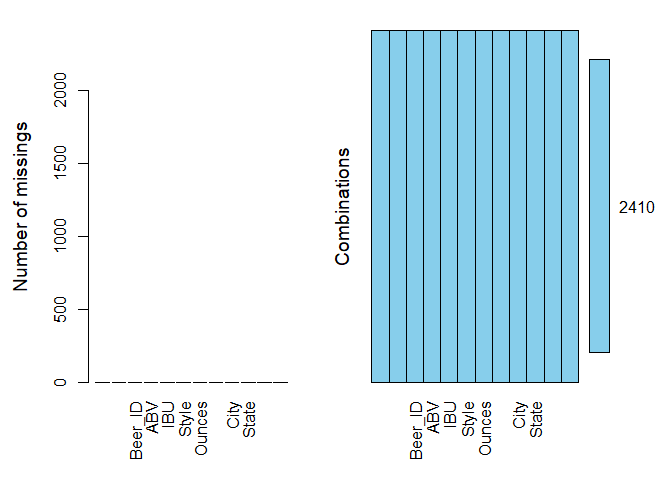 Number of missings
2000
1500
1000
500
0
Beer_ID
ABV
IBU
Style
Ounces
City
State
Combinations
Beer_ID
ABV
IBU
Style
Ounces
City
State
2410